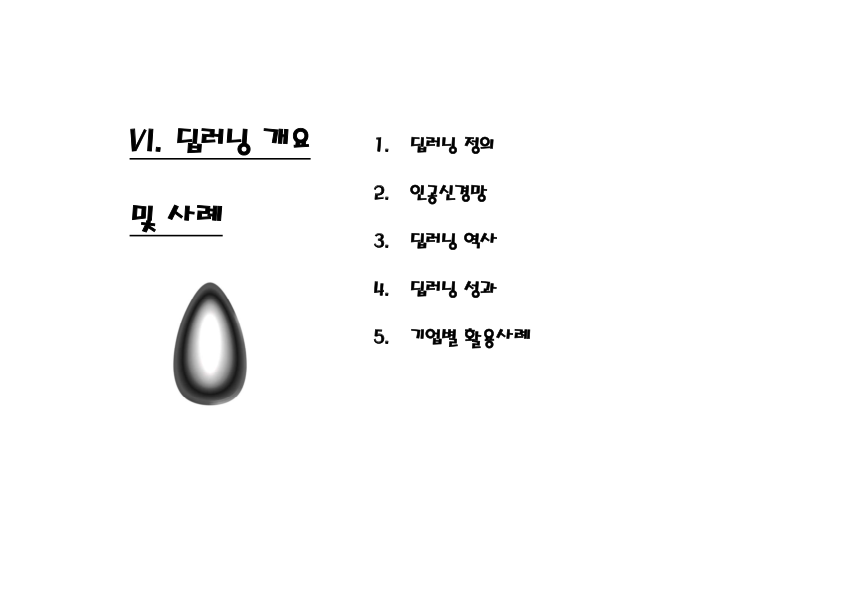 VI. 딥러닝 개요
및 사례
1. 딥러닝 정의
2. 인공신경망
3. 딥러닝 역사
4. 딥러닝 성과
5. 기업별 활용사례